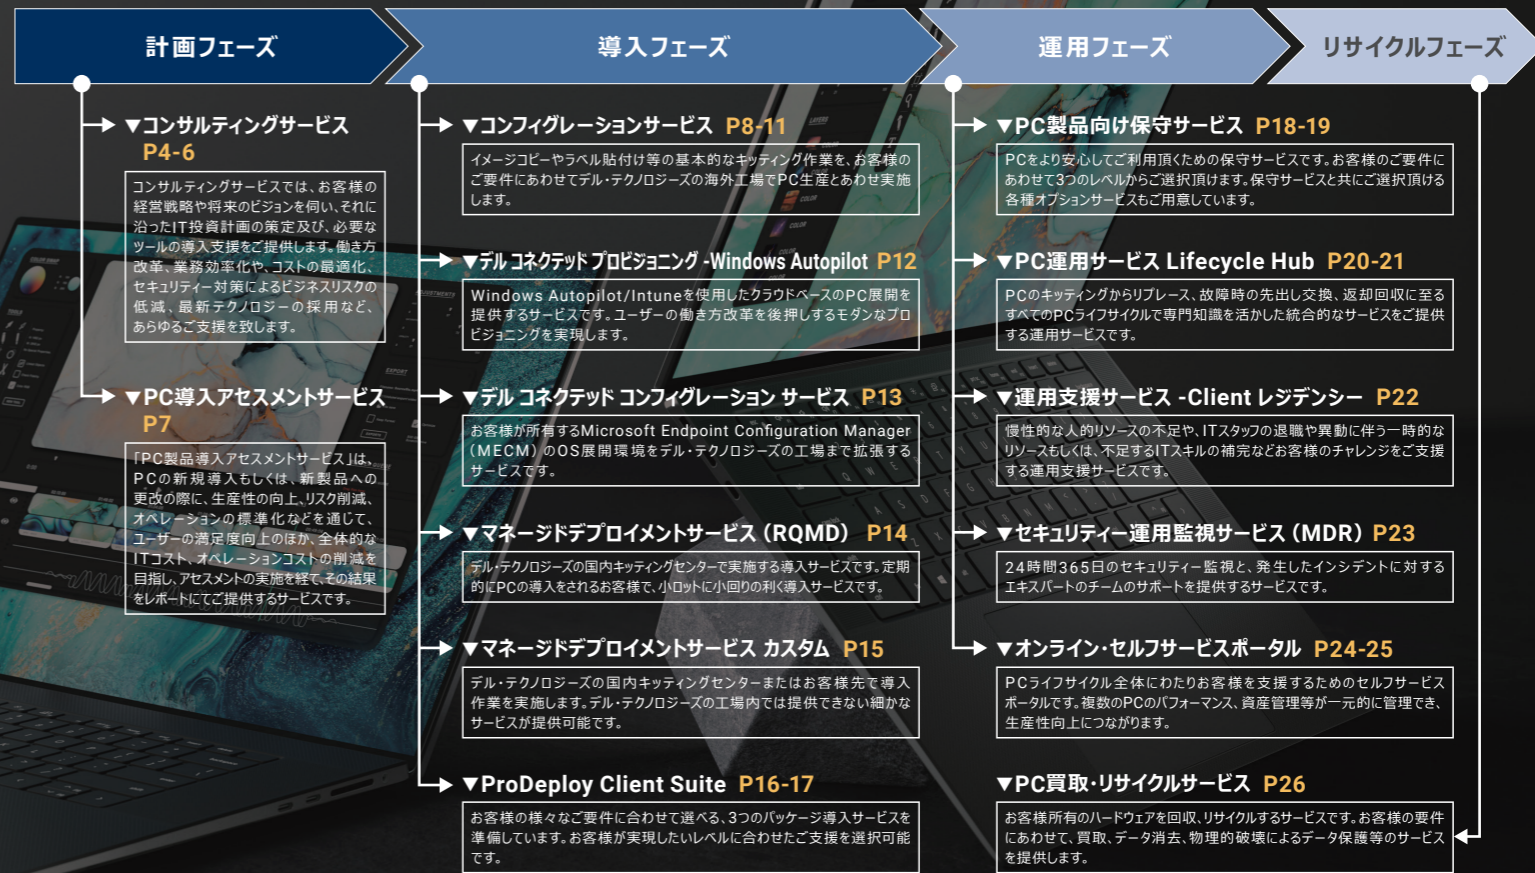 計画フェーズ
導入フェーズ
運用フェーズ
リサイクルフェーズ
▼コンサルティングサービス
P4-6
コンサルティングサービスでは、お客様の
経営戦略や将来のビジョンを伺い、それに
沿ったIT投資計画の策定及び、必要な
ツールの導入支援をご提供します。働き方
改革、業務効率化や、コストの最適化、
セキュリティー対策によるビジネスリスクの
低減、最新テクノロジーの採用など、
あらゆるご支援を致します。
▼PC導入アセスメントサービス
P7
「PC製品導入アセスメントサービス」は、
PCの新規導入もしくは、新製品への
更改の際に、生産性の向上、リスク削減、
オペレーションの標準化などを通じて、
ユーザーの満足度向上のほか、全体的な
ITコスト、オペレーションコストの削減を
目指し、アセスメントの実施を経て、その結果
をレポートにてご提供するサービスです。
▼コンフィグレーションサービス P8-11
イメージコピーやラベル貼付け等の基本的なキッティング作業を、お客様の
ご要件にあわせてデル・テクノロジーズの海外工場でPC生産とあわせ実施
します。
▼デル コネクテッド プロビジョニング -Windows Autopilot P12
Windows Autopilot/Intuneを使用したクラウドベースのPC展開を
提供するサービスです。ユーザーの働き方改革を後押しするモダンなプロ
ビジョニングを実現します。
▼デル コネクテッド コンフィグレーション サービス P13
お客様が所有するMicrosoft Endpoint Configuration Manager
（MECM）のOS展開環境をデル・テクノロジーズの工場まで拡張する
サービスです。
▼マネージドデプロイメントサービス（RQMD） P14
デル・テクノロジーズの国内キッティングセンターで実施する導入サービスです。定期
的にPCの導入をされるお客様で、小ロットに小回りの利く導入サービスです。
▼マネージドデプロイメントサービス カスタム P15
デル・テクノロジーズの国内キッティングセンターまたはお客様先で導入
作業を実施します。デル・テクノロジーズの工場内では提供できない細かな
サービスが提供可能です。
▼ProDeploy Client Suite P16-17
お客様の様々なご要件に合わせて選べる、3つのパッケージ導入サービスを
準備しています。お客様が実現したいレベルに合わせたご支援を選択可能
です。
▼PC製品向け保守サービス P18-19
PCをより安心してご利用頂くための保守サービスです。お客様のご要件に
あわせて3つのレベルからご選択頂けます。保守サービスと共にご選択頂ける
各種オプションサービスもご用意しています。
▼PC運用サービス Lifecycle Hub P20-21
PCのキッティングからリプレース、故障時の先出し交換、返却回収に至る
すべてのPCライフサイクルで専門知識を活かした統合的なサービスをご提供
する運用サービスです。
▼運用支援サービス -Client レジデンシー P22
慢性的な人的リソースの不足や、ITスタッフの退職や異動に伴う一時的な
リソースもしくは、不足するITスキルの補完などお客様のチャレンジをご支援
する運用支援サービスです。
▼セキュリティー運用監視サービス（MDR） P23
24時間365日のセキュリティー監視と、発生したインシデントに対する
エキスパートのチームのサポートを提供するサービスです。
▼オンライン・セルフサービスポータル P24-25
PCライフサイクル全体にわたりお客様を支援するためのセルフサービス
ポータルです。複数のPCのパフォーマンス、資産管理等が一元的に管理でき、
生産性向上につながります。
▼PC買取・リサイクルサービス P26
お客様所有のハードウェアを回収、リサイクルするサービスです。お客様の要件
にあわせて、買取、データ消去、物理的破壊によるデータ保護等のサービス
を提供します。